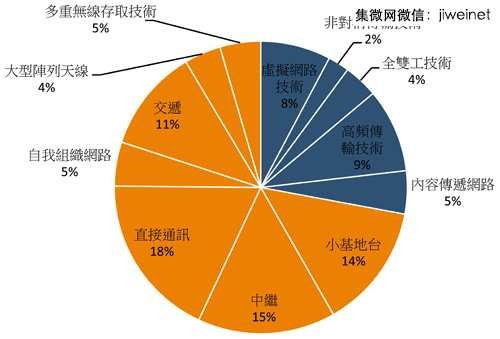 多重無線存取技術
5%
集微网微信：jiweinet
非對
2%
大型陣列天線
4%
虛擬網路
技術
8%
全雙工技術
4%
交遞
11%
高頻傳
輸技術
9%
自我組織網路
5%
內容傳遞網路
5%
直接通訊
18%
小基地台
14%
中繼
15%